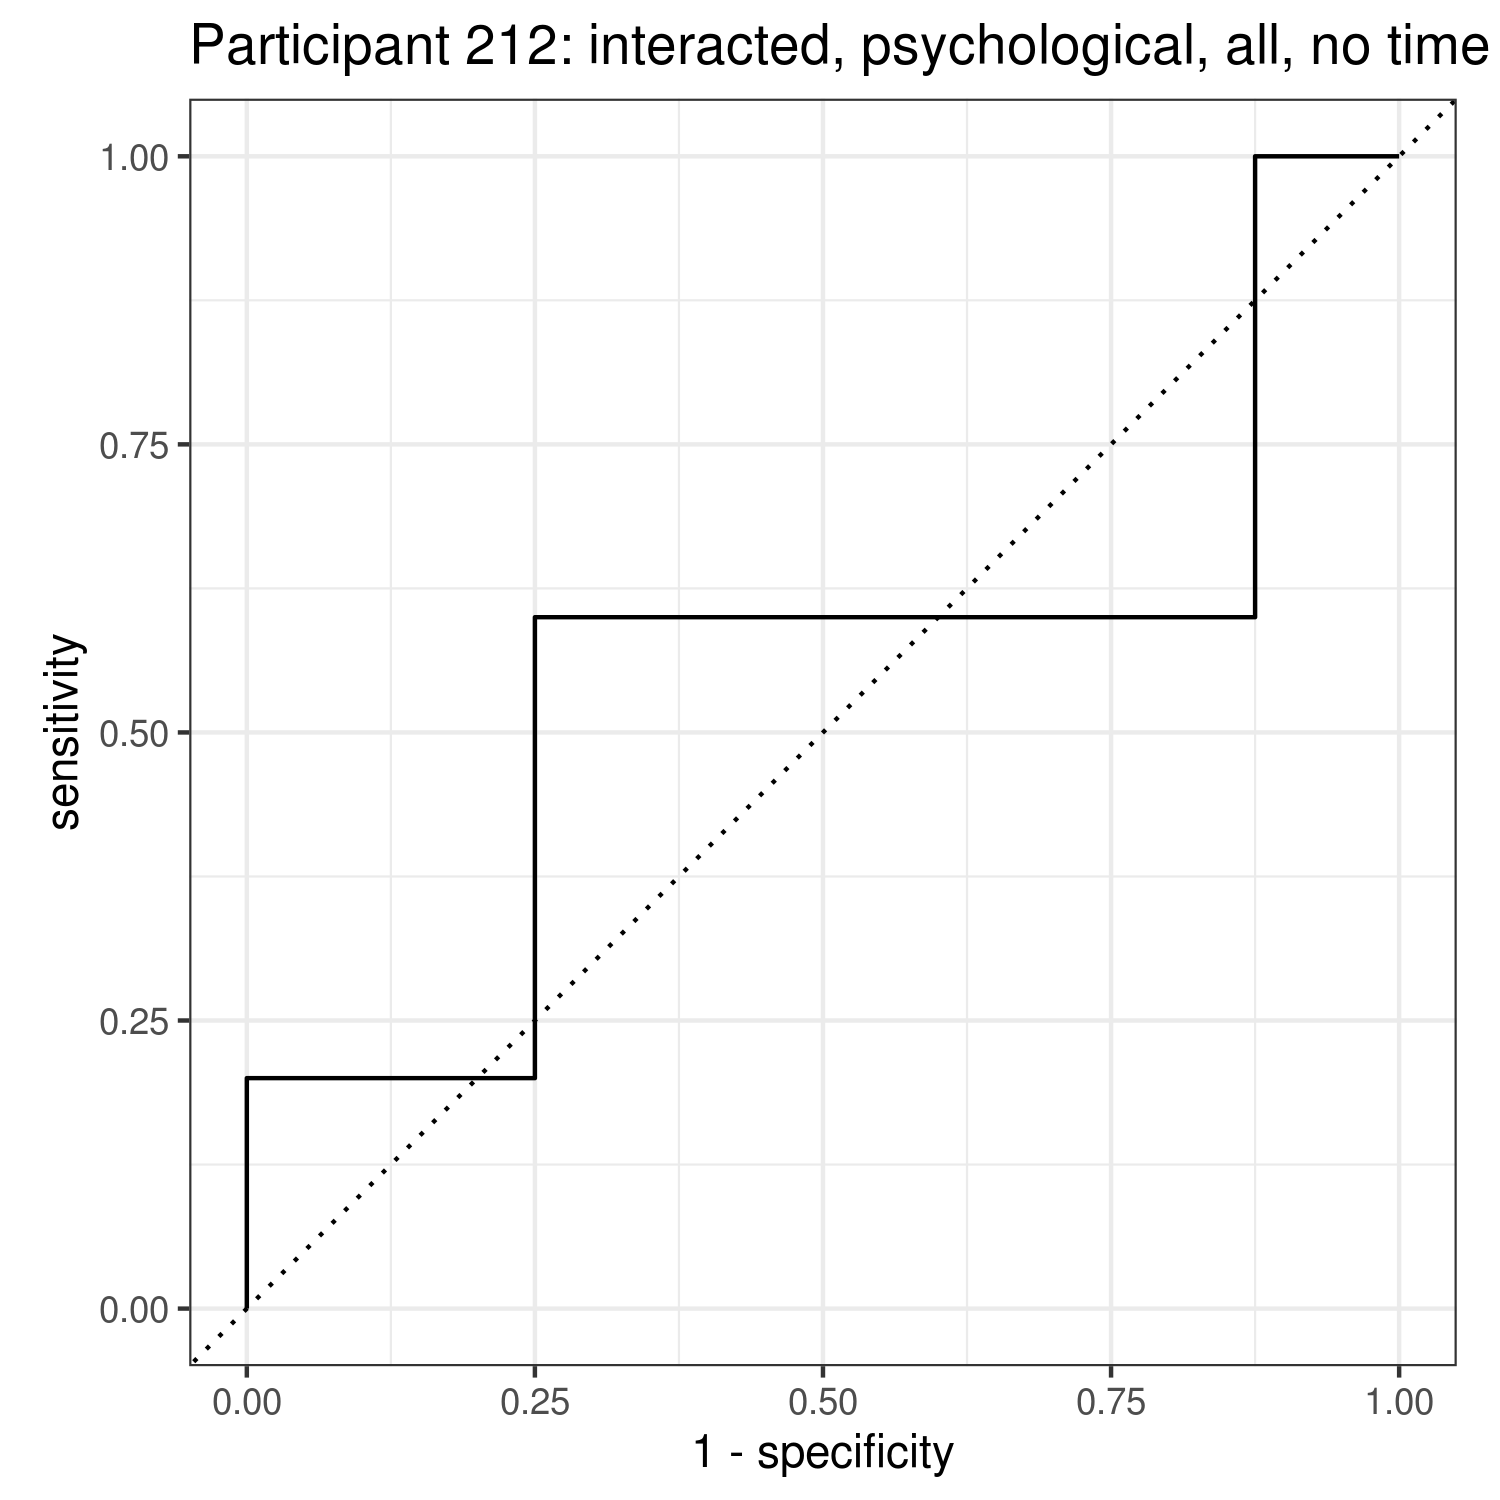 Participant 212: interacted, psychological, all, no time
1.00
0.75
0.50
0.25
0.00
sensitivity
0.00 0.25 0.50 0.75 1.00
1 - specificity